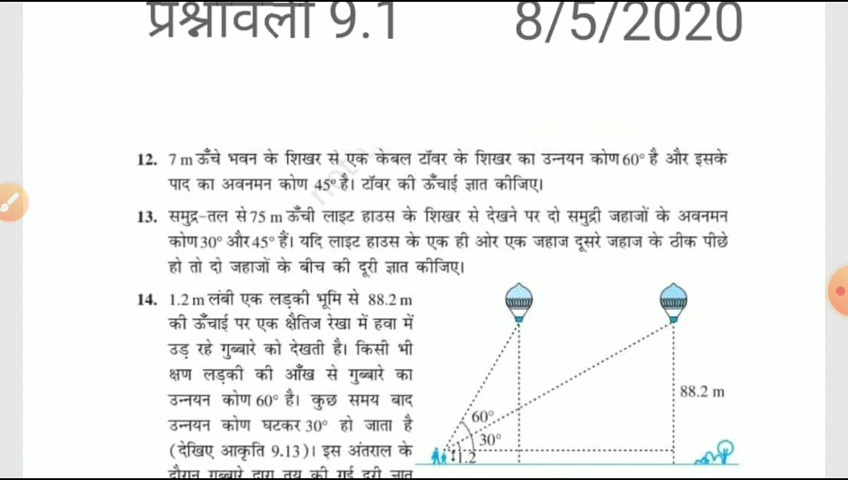 प्रश्नावली 9.1 8/5/2020
12. 7 m ऊँचे भवन के शिखर से एक केबल टॉवर के शिखर का उन्नयन कोण 60° है और इसके
पाद का अवनमन कोण 45° है। टॉवर की ऊँचाई ज्ञात कीजिए।
13. समुद्र-तल से 75 m ऊँची लाइट हाउस के शिखर से देखने पर दो समुद्री जहाजों के अवनमन
कोण 30° और 45° हैं। यदि लाइट हाउस के एक ही ओर एक जहाज दूसरे जहाज के ठीक पीछे
हो तो दो जहाजों के बीच की दूरी ज्ञात कीजिए।
14. 1.2 m लंबी एक लड़की भूमि से 88.2 m
की ऊँचाई पर एक क्षैतिज रेखा में हवा में
उड़ रहे गुब्बारे को देखती है। किसी भी
क्षण लड़की की आँख से गुब्बारे का
उन्नयन कोण 60° है। कुछ समय बाद
उन्नयन कोण घटकर 30° हो जाता है
(देखिए आकृति 9.13)। इस अंतराल के
दौरान गुब्बारे द्वारा तय की गई दूरी ज्ञात
88.2 m
60°
30°
1.2